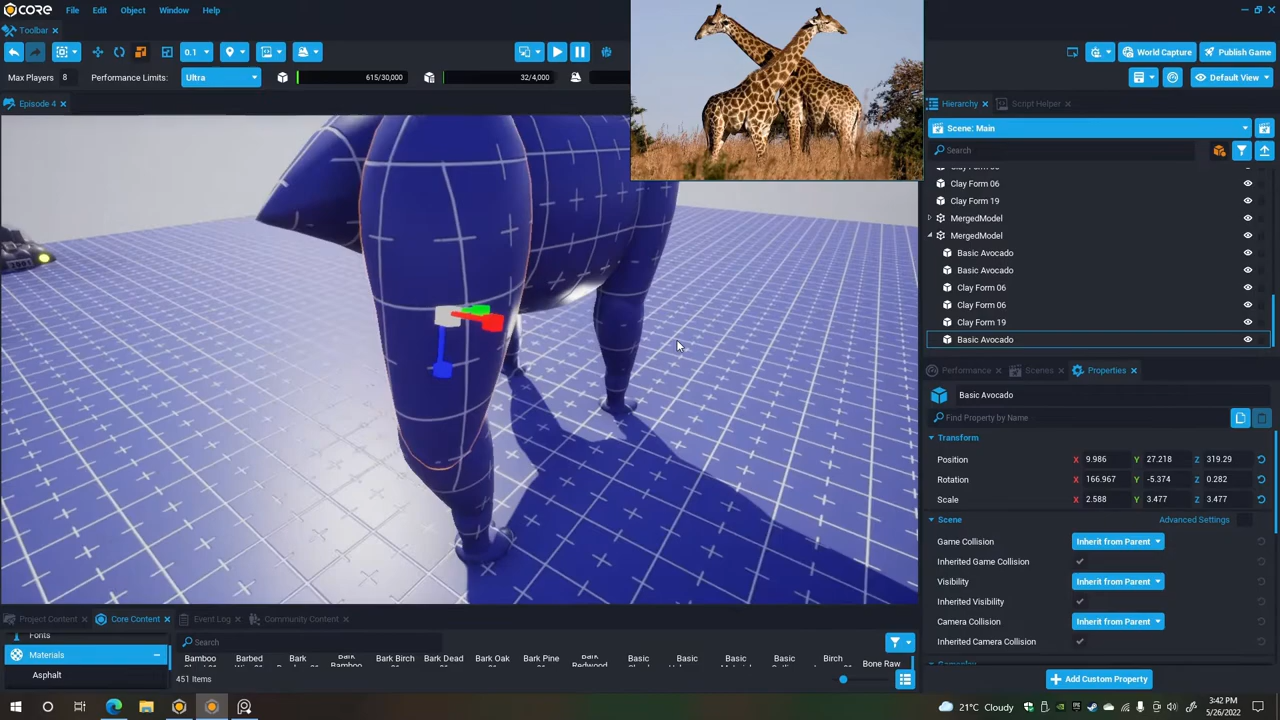 CORE File Edit Object Window Help
Toolbar
0.1
World Capture Publish Game
Max Players 8 Performance Limits: Ultra 615/30,000 32/4,000
Default View
Episode 4
Hierarchy Script Helper
Scene: Main
Search
Clay Form 06
Clay Form 19
MergedModel
MergedModel
Basic Avocado
Basic Avocado
Clay Form 06
Clay Form 06
Clay Form 19
Basic Avocado
Performance Scenes Properties
Basic Avocado
Find Property by Name
Transform
Position X 9.986 Y 27.218 Z 319.29
Rotation X 166.967 Y -5.374 Z 0.282
Scale X 2.588 Y 3.477 Z 3.477
Scene Advanced Settings
Game Collision Inherit from Parent
Inherited Game Collision
Visibility Inherit from Parent
Inherited Visibility
Camera Collision Inherit from Parent
Inherited Camera Collision
Add Custom Property
Project Content Core Content Event Log Community Content
Fonts
Materials
Asphalt
Search
Bamboo Barbed Bark Bark Bark Birch Bark Dead Bark Oak Bark Pine Bark Basic Basic Basic Basic Birch Bone Raw
451 Items
21°C Cloudy
3:42 PM
5/26/2022